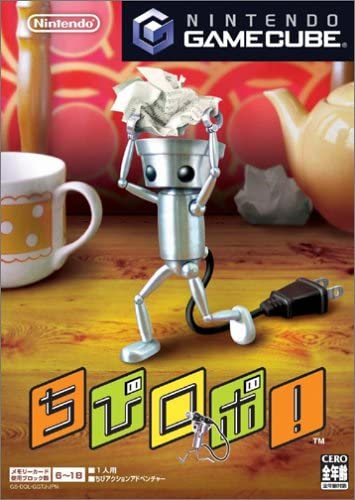 Nintendo
NINTENDO
GAMECUBE®
ちびロボ!
TM
メモリーカード
使用ブロック数
6~18
■1人用
■ちびアクションアドベンチャー
CERO
全年齢